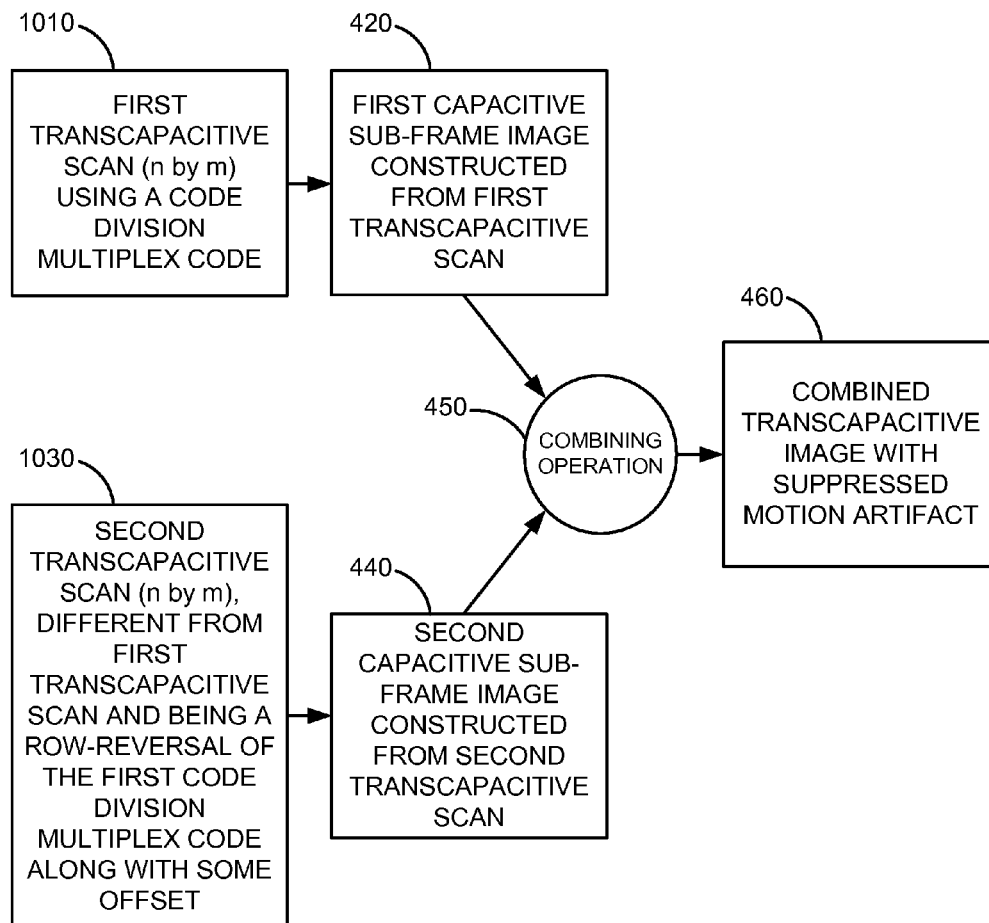 1010
FIRST
TRANSCAPACITIVE
SCAN (n by m)
USING A CODE
DIVISION
MULTIPLEX CODE
420
FIRST CAPACITIVE
SUB-FRAME IMAGE
CONSTRUCTED
FROM FIRST
TRANSCAPACITIVE
SCAN
1030
SECOND
TRANSCAPACITIVE
SCAN (n by m),
DIFFERENT FROM
FIRST
TRANSCAPACITIVE
SCAN AND BEING A
ROW-REVERSAL OF
THE FIRST CODE
DIVISION
MULTIPLEX CODE
ALONG WITH SOME
OFFSET
440
SECOND
CAPACITIVE SUB-
FRAME IMAGE
CONSTRUCTED
FROM SECOND
TRANSCAPACITIVE
SCAN
450
COMBINING
OPERATION
460
COMBINED
TRANSCAPACITIVE
IMAGE WITH
SUPPRESSED
MOTION ARTIFACT